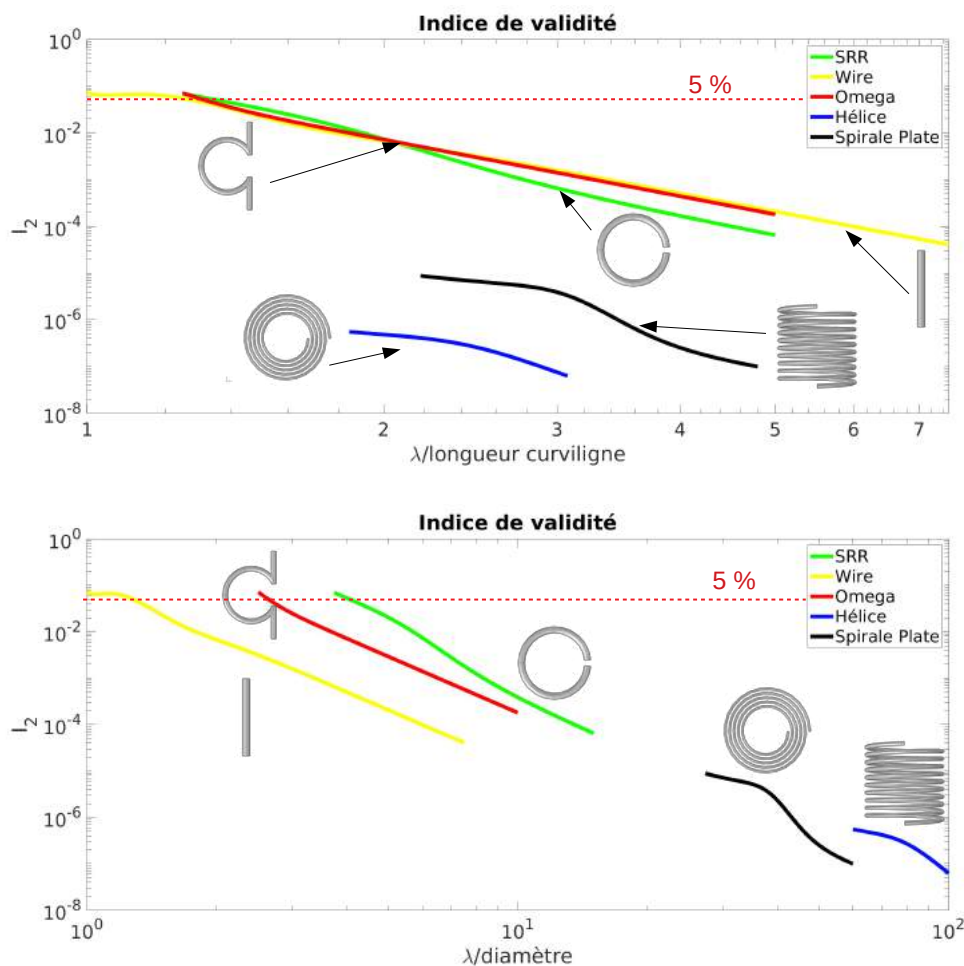 Indice de validité
10^0
10^-2
10^-4
10^-6
10^-8
I_2
5 %
SRR
Wire
Omega
Hélice
Spirale Plate
1
2
3
4
5
6
7
λ/longueur curviligne
Indice de validité
10^0
10^-2
10^-4
10^-6
10^-8
I_2
5 %
SRR
Wire
Omega
Hélice
Spirale Plate
10^0
10^1
10^2
λ/diamètre